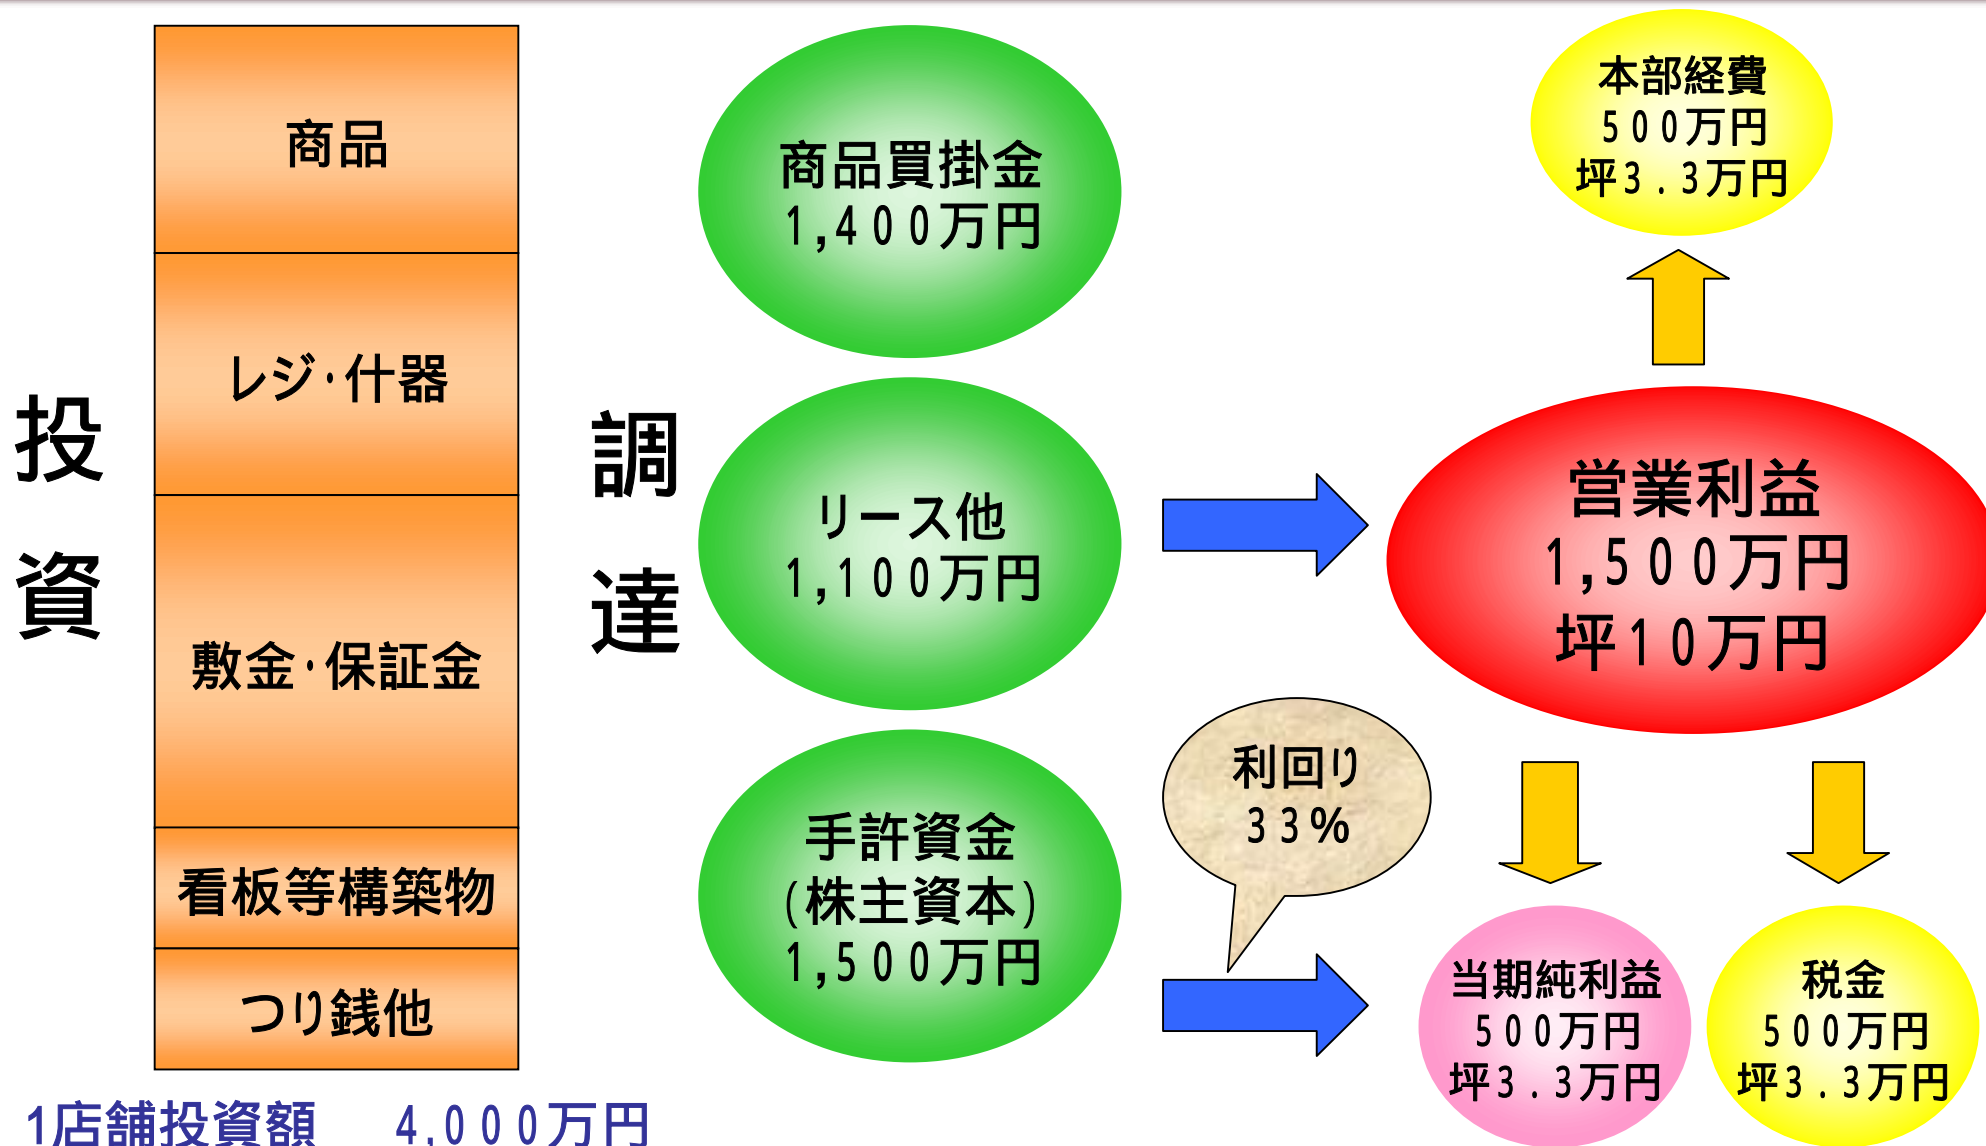 投資
商品
レジ・什器
敷金・保証金
看板等構築物
つり銭他
1店舗投資額　4,000万円
調達
商品買掛金
1,400万円
リース他
1,100万円
手許資金
(株主資本)
1,500万円
利回り
33%
本部経費
500万円
坪3.3万円
営業利益
1,500万円
坪10万円
当期純利益
500万円
坪3.3万円
税金
500万円
坪3.3万円